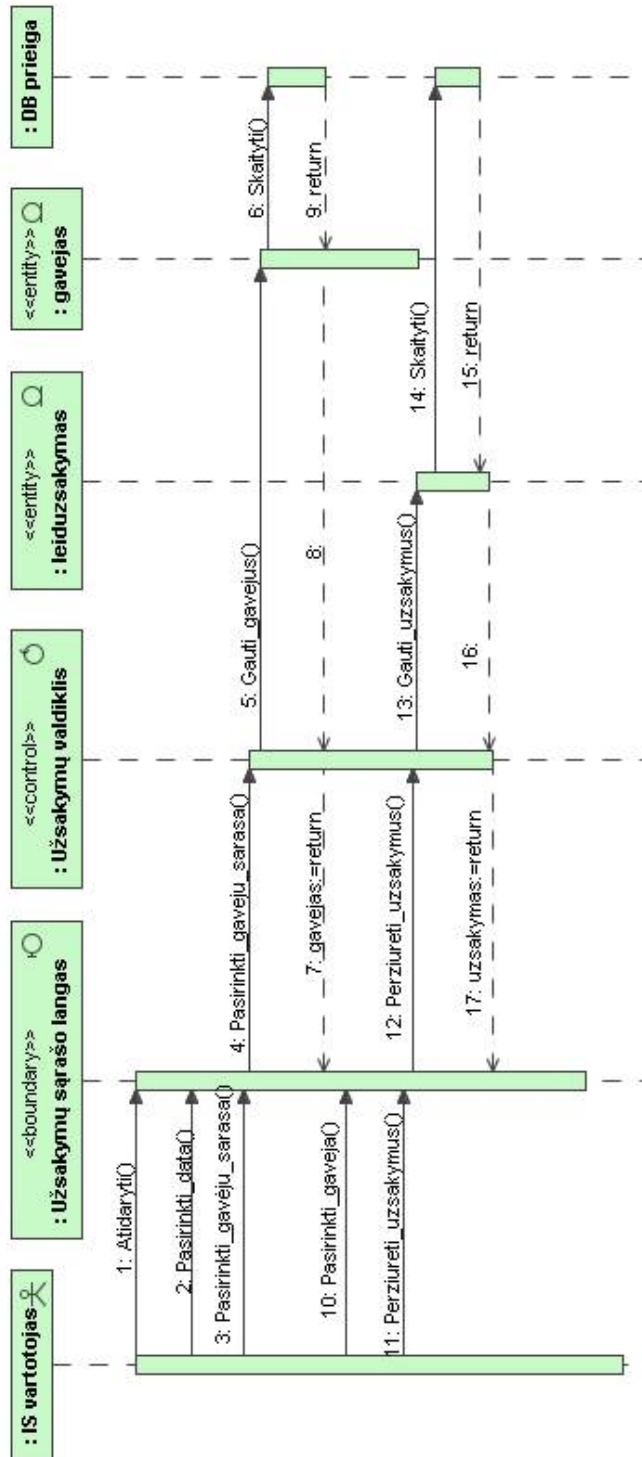 : IS vartotojas
<<boundary>>
: Užsakymų sąrašo langas
<<control>>
: Užsakymų valdiklis
<<entity>>
: leiduzsakymas
<<entity>>
: gavejas
: DB prieiga
1: Atidaryti()
2: Pasirinkti_data()
3: Pasirinkti_gavėju_sarasa()
4: Pasirinkti_gaveju_sarasa()
5: Gauti_gavejus()
6: Skaityti()
9: return
8:
7: gavejas:=return
10: Pasirinkti_gaveja()
11: Perziureti_uzsakymus()
12: Perziureti_uzsakymus()
13: Gauti_uzsakymus()
14: Skaityti()
15: return
16:
17: uzsakymas:=return